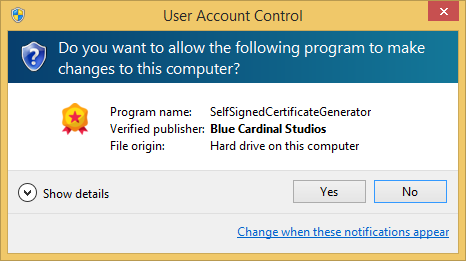 User Account Control
Do you want to allow the following program to make
changes to this computer?
Program name: SelfSignedCertificateGenerator
Verified publisher: Blue Cardinal Studios
File origin: Hard drive on this computer
Show details
Yes No
Change when these notifications appear